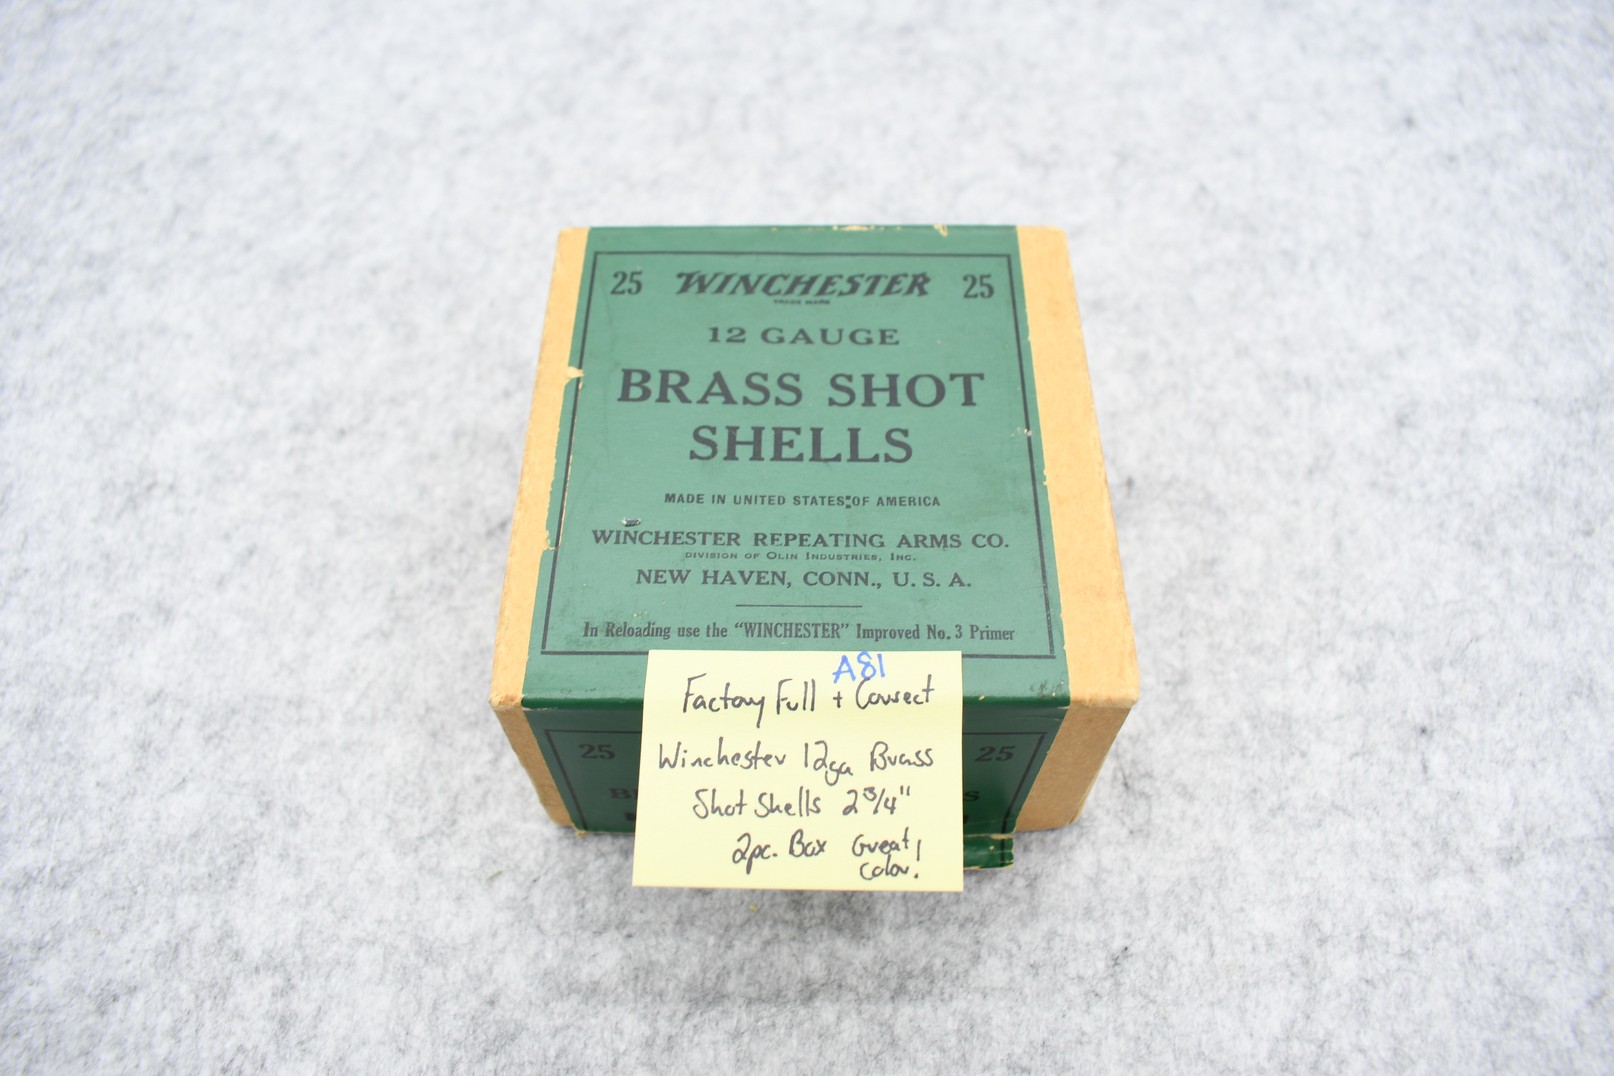 25 WINCHESTER 25
TRADE MARK
12 GAUGE
BRASS SHOT
SHELLS
MADE IN UNITED STATES OF AMERICA
WINCHESTER REPEATING ARMS CO.
DIVISION OF OLIN INDUSTRIES, INC.
NEW HAVEN, CONN., U.S.A.
In Reloading use the "WINCHESTER" Improved No. 3 Primer
A81
Factory Full + Correct
Winchester 12ga Brass
Shot Shells 2 3/4"
2pc. Box Great
Color!
25 25